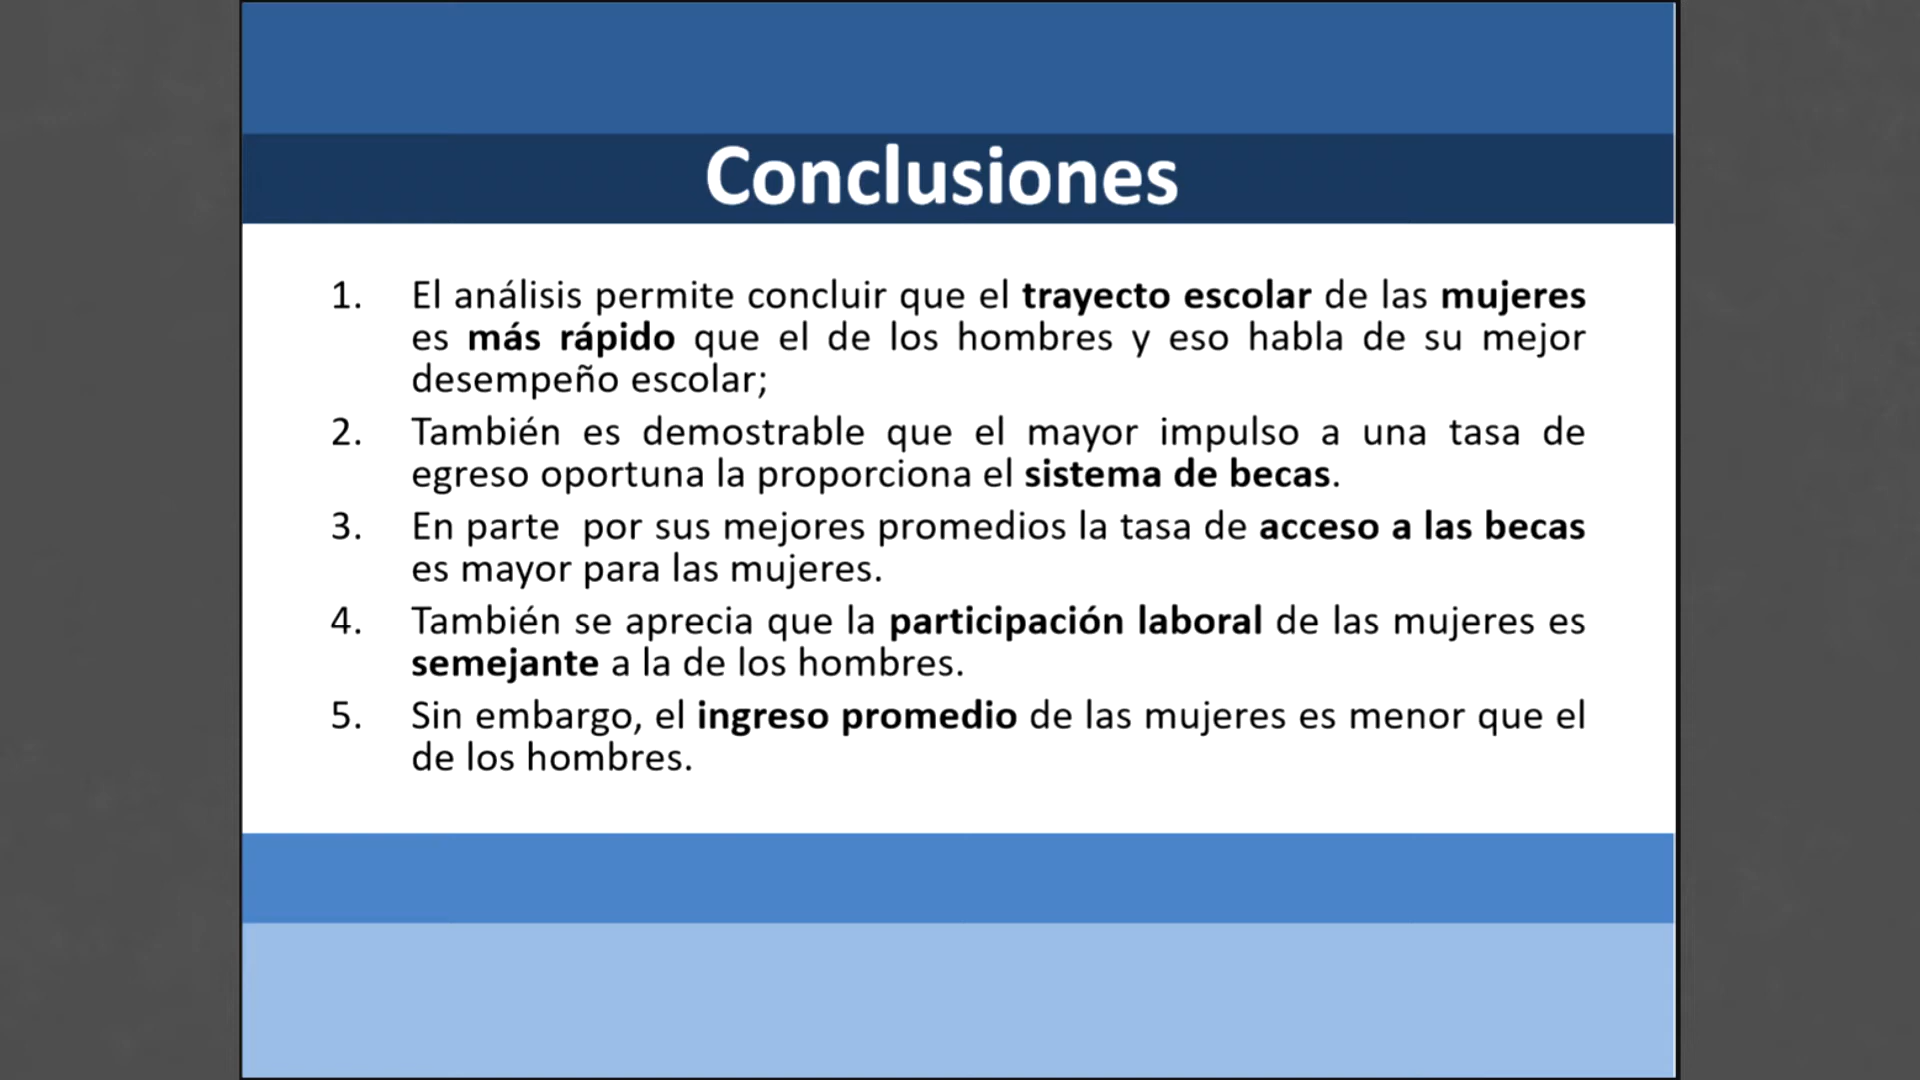 Conclusiones
1. El análisis permite concluir que el trayecto escolar de las mujeres
es más rápido que el de los hombres y eso habla de su mejor
desempeño escolar;
2. También es demostrable que el mayor impulso a una tasa de
egreso oportuna la proporciona el sistema de becas.
3. En parte  por sus mejores promedios la tasa de acceso a las becas
es mayor para las mujeres.
4. También se aprecia que la participación laboral de las mujeres es
semejante a la de los hombres.
5. Sin embargo, el ingreso promedio de las mujeres es menor que el
de los hombres.